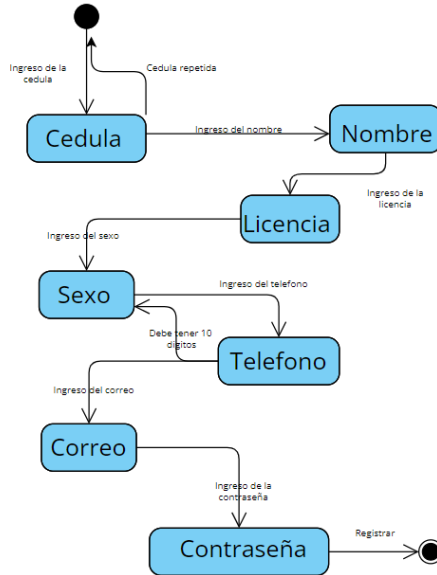 Ingreso de la
cedula
Cedula repetida
Cedula
Ingreso del nombre
Nombre
Ingreso de la
licencia
Licencia
Ingreso del sexo
Sexo
Ingreso del telefono
Debe tener 10
digitos
Telefono
Ingreso del correo
Correo
Ingreso de la
contraseña
Contraseña
Registrar